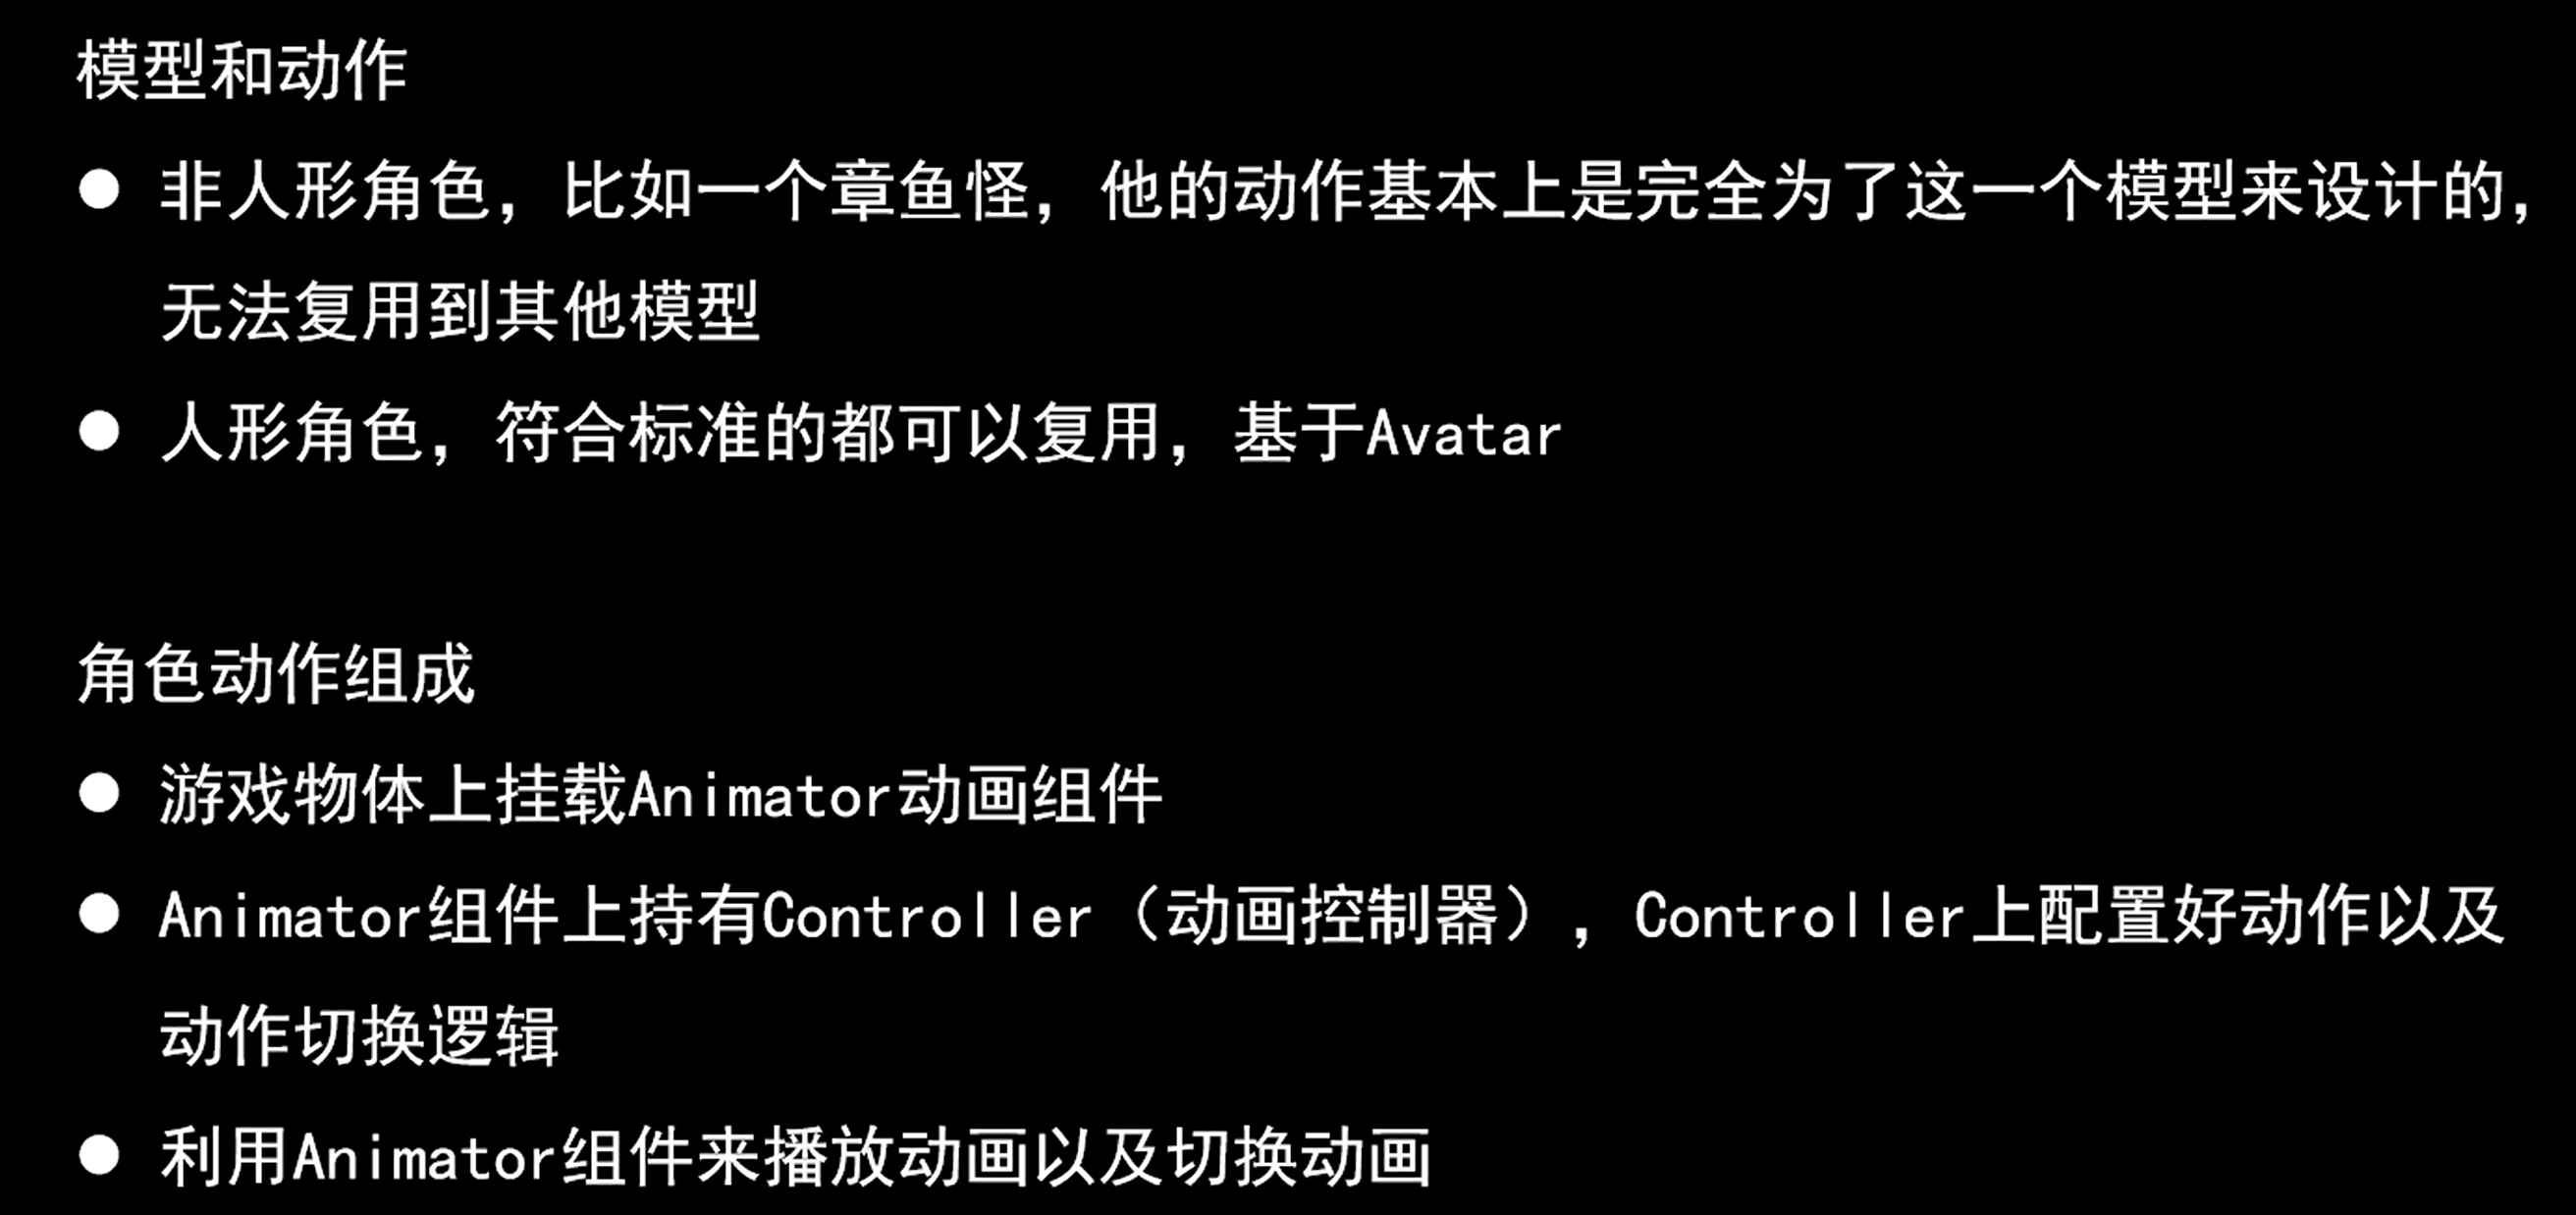 模型和动作
● 非人形角色，比如一个章鱼怪，他的动作基本上是完全为了这一个模型来设计的，
无法复用到其他模型
● 人形角色，符合标准的都可以复用，基于Avatar
角色动作组成
● 游戏物体上挂载Animator动画组件
● Animator组件上持有Controller（动画控制器），Controller上配置好动作以及
动作切换逻辑
● 利用Animator组件来播放动画以及切换动画